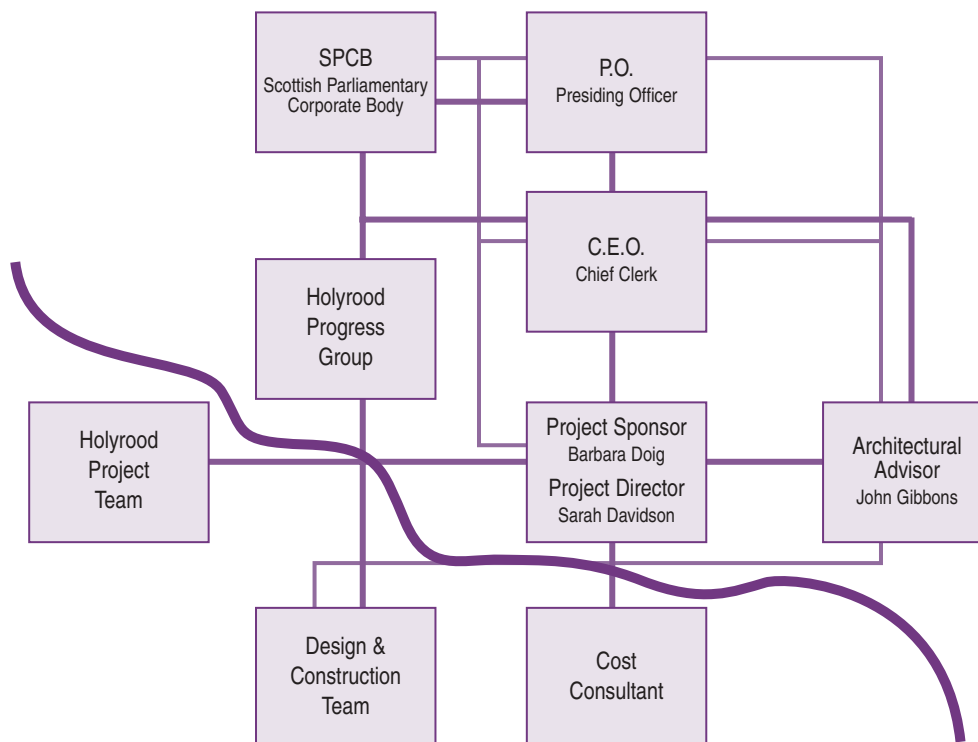 SPCB
Scottish Parliamentary
Corporate Body
P.O.
Presiding Officer
C.E.O.
Chief Clerk
Holyrood
Progress
Group
Holyrood
Project
Team
Project Sponsor
Barbara Doig
Project Director
Sarah Davidson
Architectural
Advisor
John Gibbons
Design &
Construction
Team
Cost
Consultant